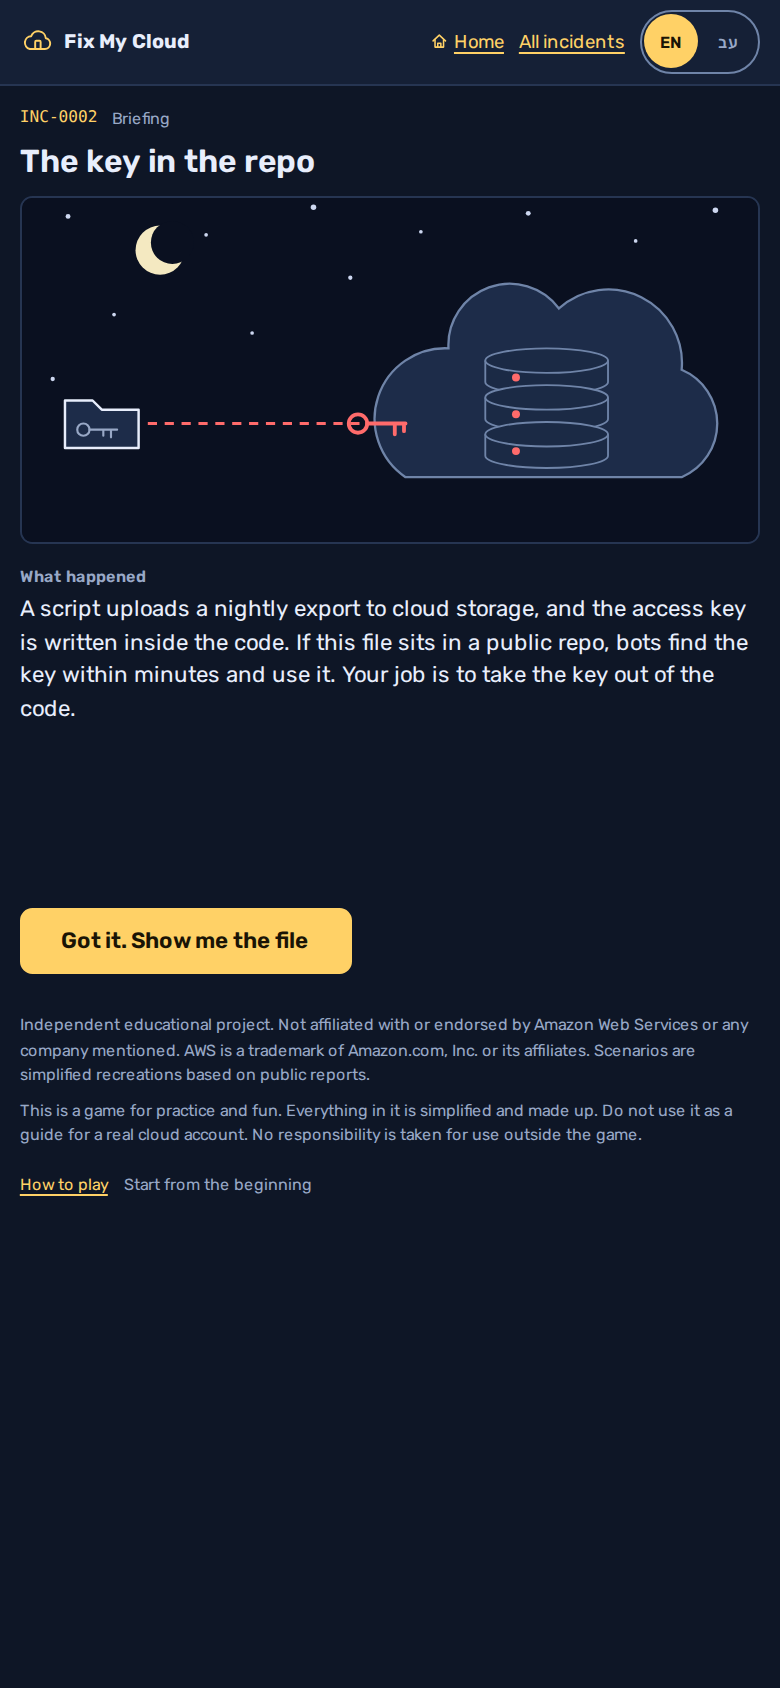 Fix My Cloud
Home All incidents EN עב
INC-0002 Briefing
The key in the repo
What happened
A script uploads a nightly export to cloud storage, and the access key
is written inside the code. If this file sits in a public repo, bots find the
key within minutes and use it. Your job is to take the key out of the
code.
Got it. Show me the file
Independent educational project. Not affiliated with or endorsed by Amazon Web Services or any
company mentioned. AWS is a trademark of Amazon.com, Inc. or its affiliates. Scenarios are
simplified recreations based on public reports.
This is a game for practice and fun. Everything in it is simplified and made up. Do not use it as a
guide for a real cloud account. No responsibility is taken for use outside the game.
How to play Start from the beginning